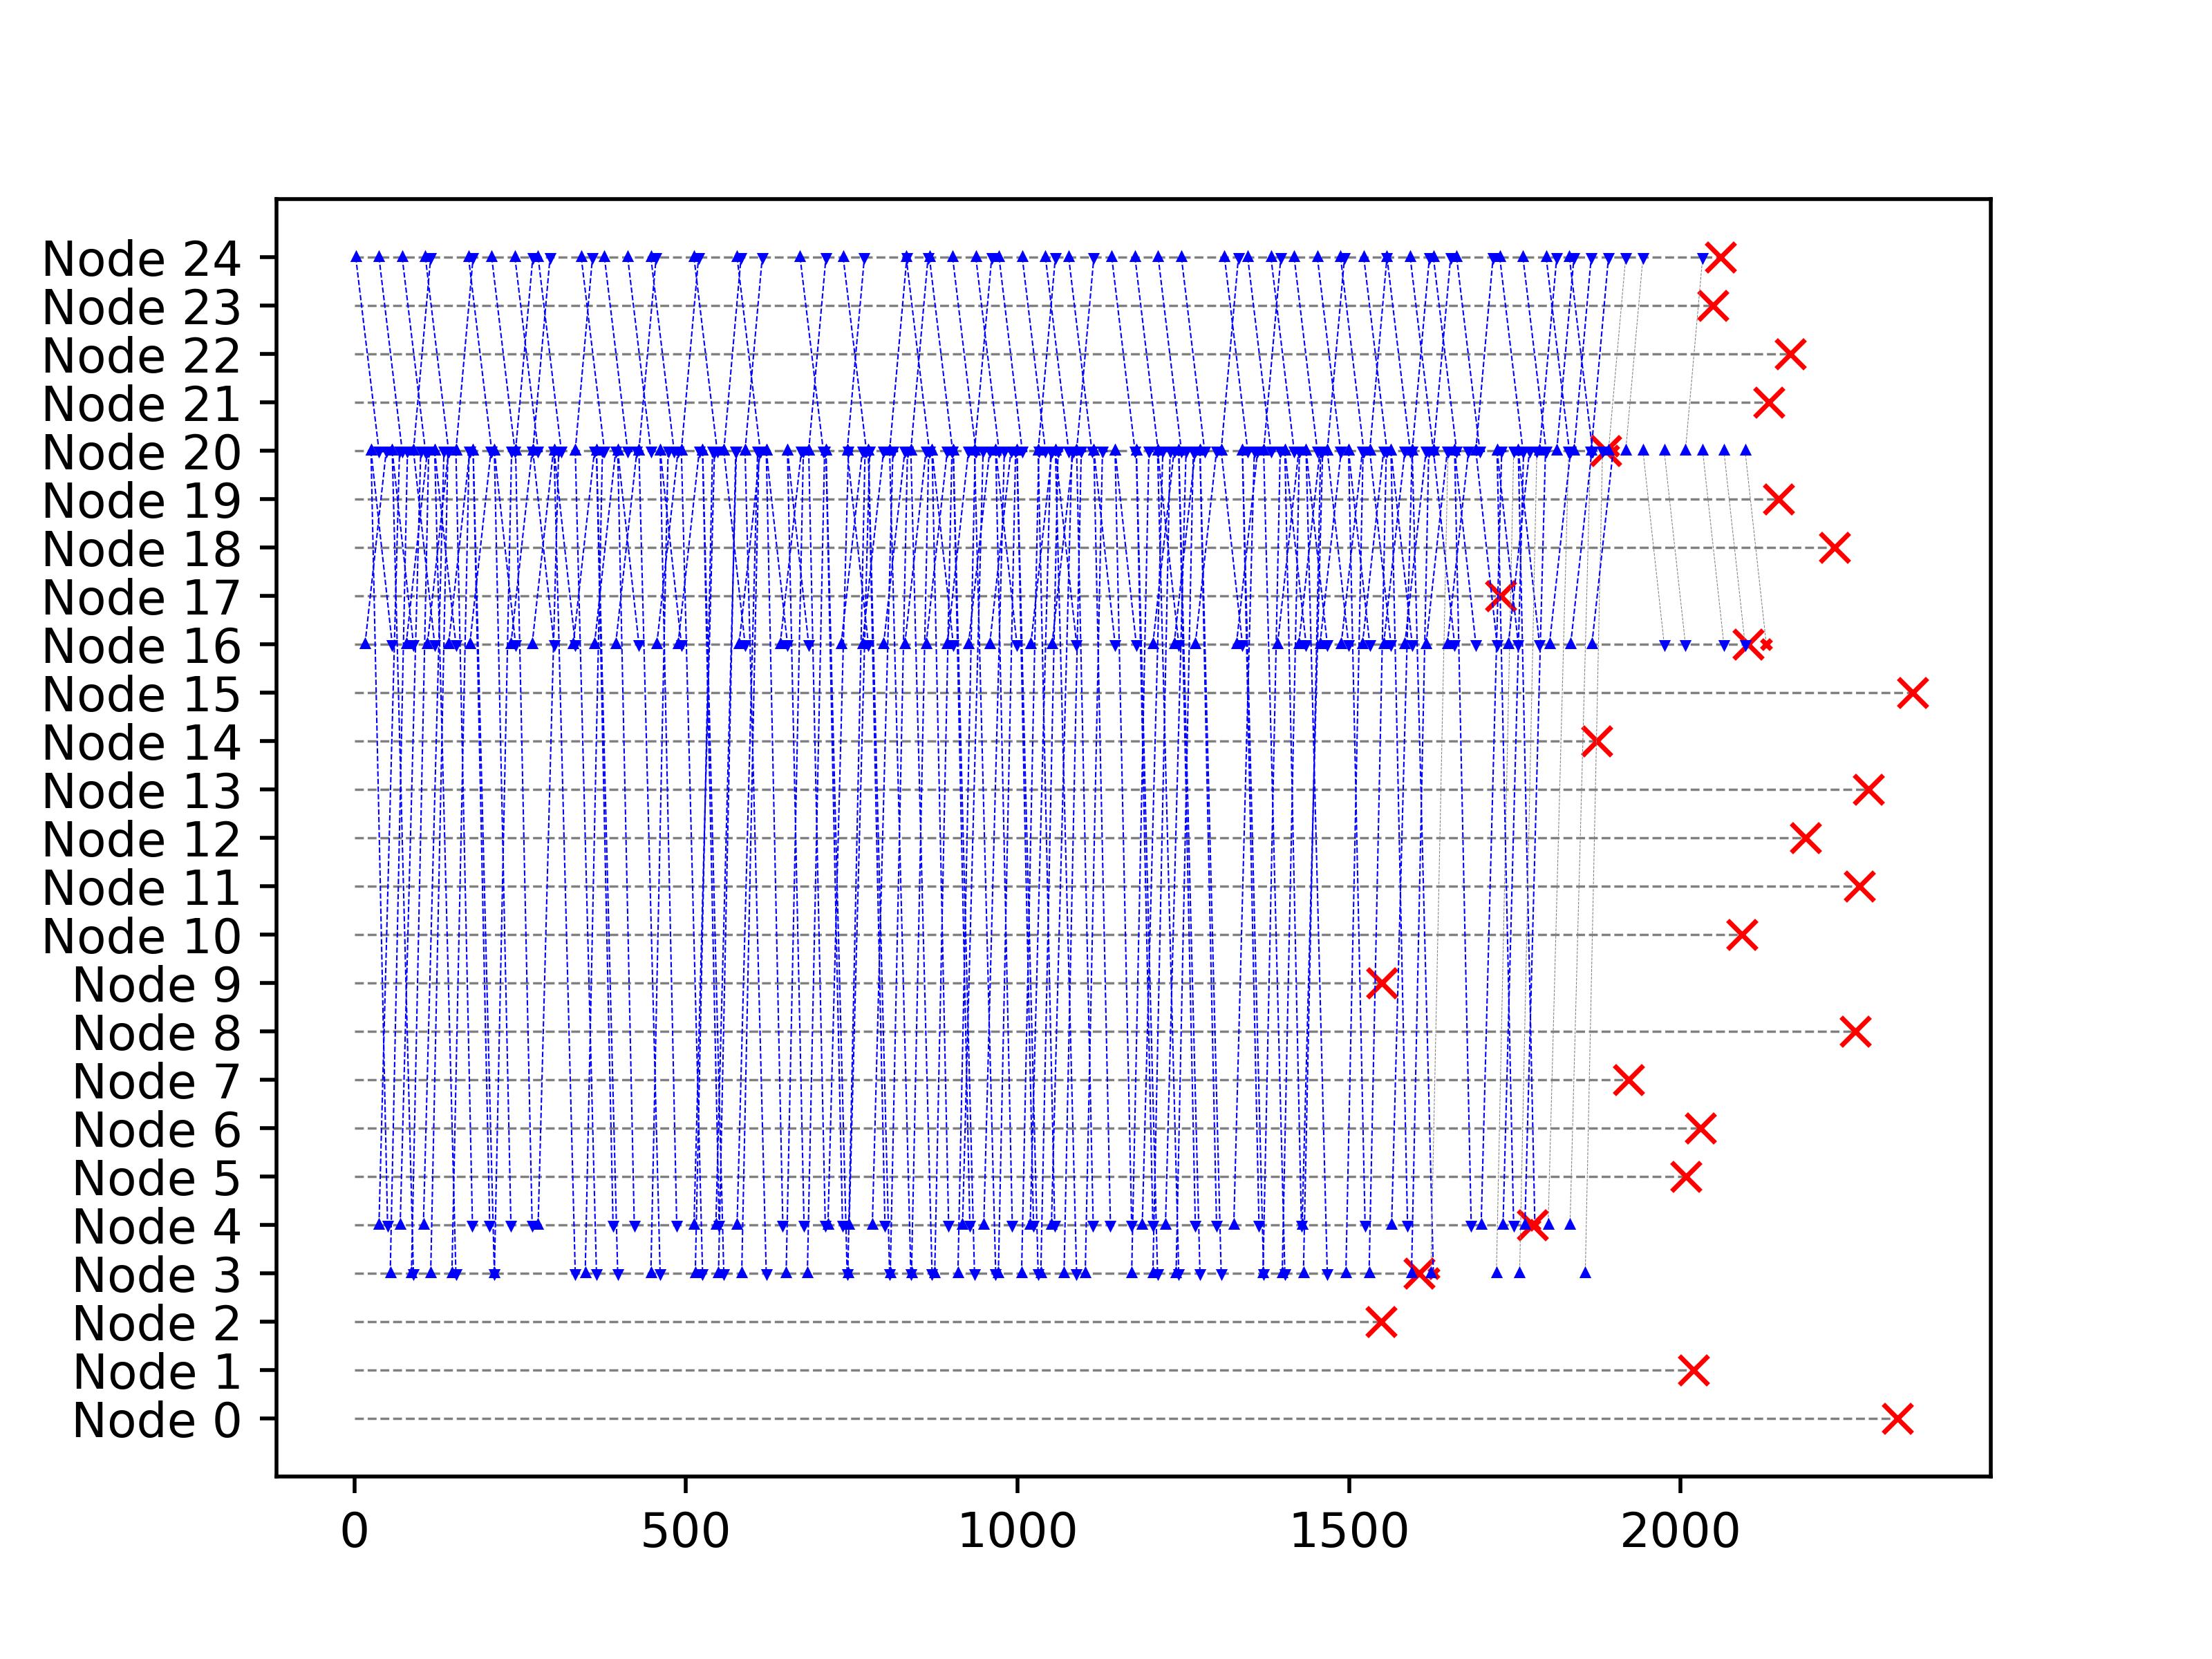 Node 24
Node 23
Node 22
Node 21
Node 20
Node 19
Node 18
Node 17
Node 16
Node 15
Node 14
Node 13
Node 12
Node 11
Node 10
Node 9
Node 8
Node 7
Node 6
Node 5
Node 4
Node 3
Node 2
Node 1
Node 0
0 500 1000 1500 2000